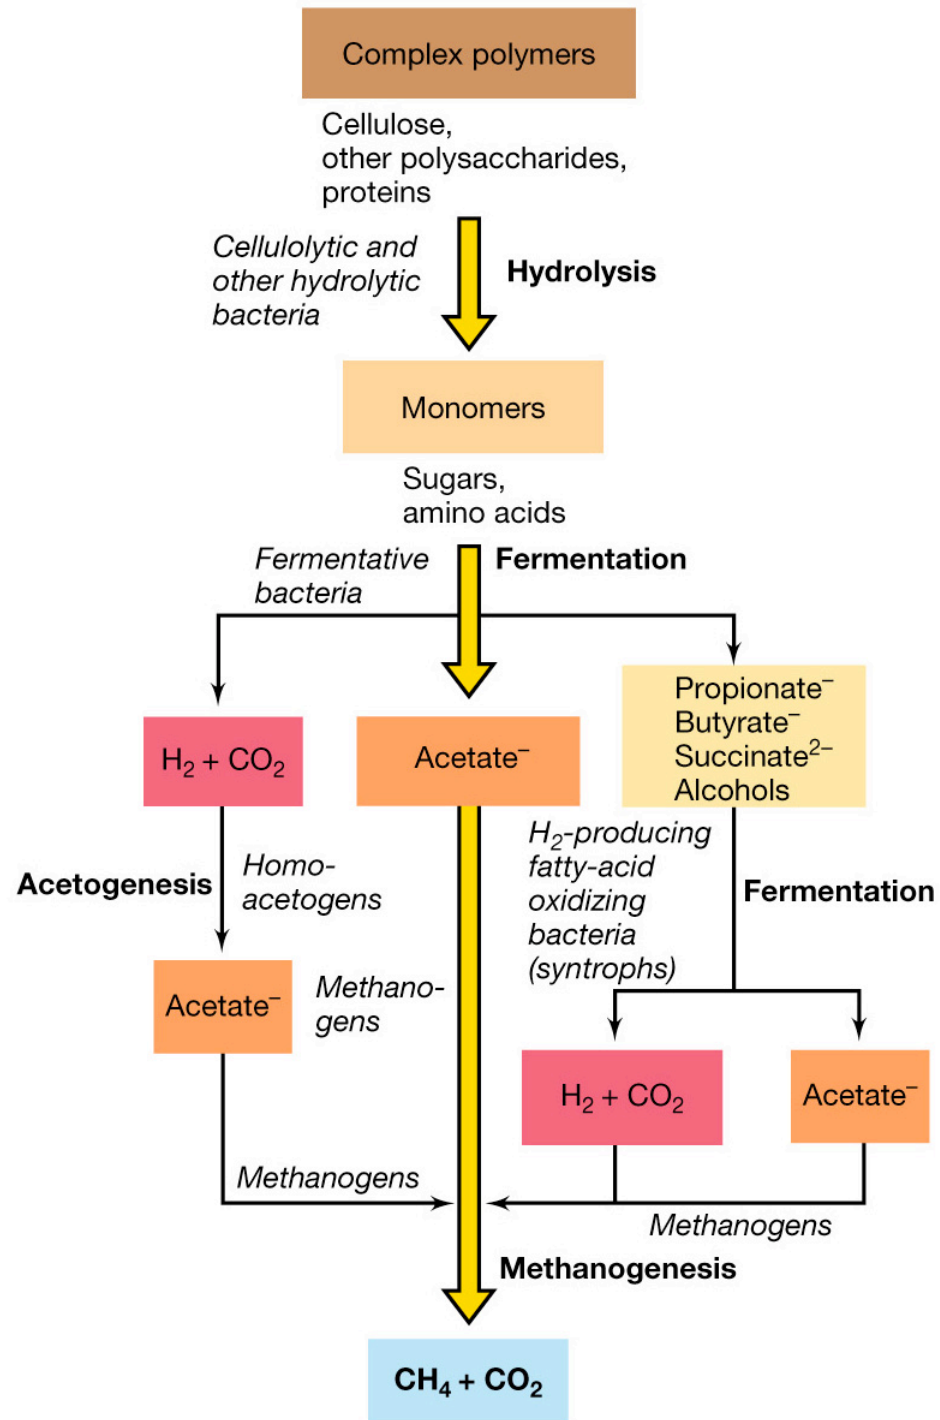 Complex polymers
Cellulose,
other polysaccharides,
proteins
Cellulolytic and
other hydrolytic
bacteria
Hydrolysis
Monomers
Sugars,
amino acids
Fermentative
bacteria
Fermentation
H₂ + CO₂
Acetate⁻
Propionate⁻
Butyrate⁻
Succinate²⁻
Alcohols
Acetogenesis
Homo-
acetogens
H₂-producing
fatty-acid
oxidizing
bacteria
(syntrophs)
Fermentation
Acetate⁻
Methano-
gens
H₂ + CO₂
Acetate⁻
Methanogens
Methanogens
Methanogenesis
CH₄ + CO₂